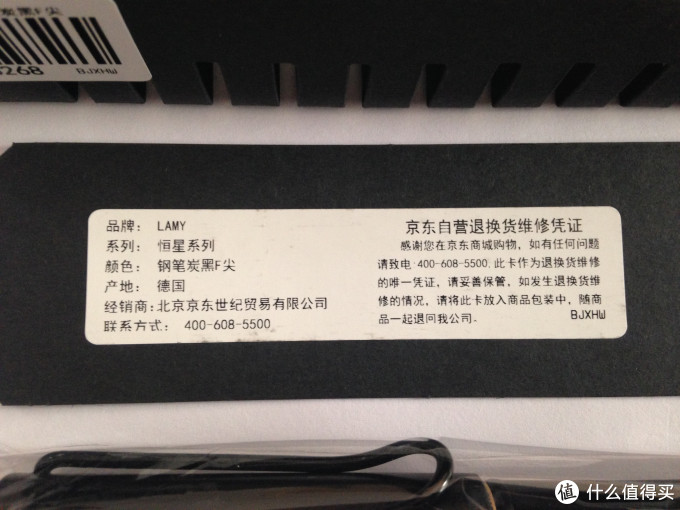 炭黑F尖
8268
BJXHW
品牌: LAMY
系列: 恒星系列
颜色: 钢笔炭黑F尖
产地: 德国
经销商:北京京东世纪贸易有限公司
联系方式: 400-608-5500
京东自营退换货维修凭证
感谢您在京东商城购物, 如有任何问题
请致电:400-608-5500.此卡作为退换货维修
的唯一凭证, 请妥善保管, 如发生退换货维
修的情况, 请将此卡放入商品包装中, 随商
品一起退回我公司.
BJXHW
值 什么值得买